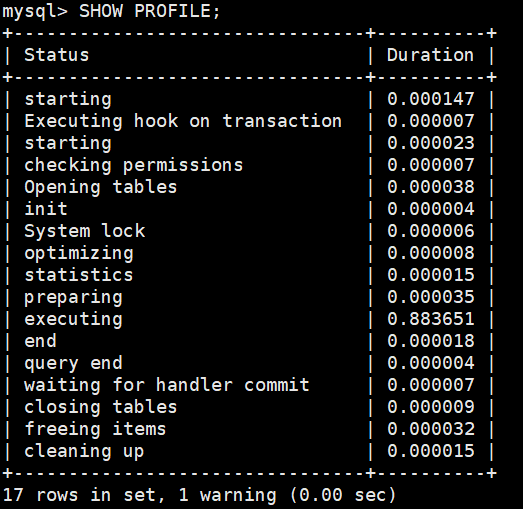 mysql> SHOW PROFILE;
+--------------------------------+----------+
| Status                         | Duration |
+--------------------------------+----------+
| starting                       | 0.000147 |
| Executing hook on transaction  | 0.000007 |
| starting                       | 0.000023 |
| checking permissions           | 0.000007 |
| Opening tables                 | 0.000038 |
| init                           | 0.000004 |
| System lock                    | 0.000006 |
| optimizing                     | 0.000008 |
| statistics                     | 0.000015 |
| preparing                      | 0.000035 |
| executing                      | 0.883651 |
| end                            | 0.000018 |
| query end                      | 0.000004 |
| waiting for handler commit     | 0.000007 |
| closing tables                 | 0.000009 |
| freeing items                  | 0.000032 |
| cleaning up                    | 0.000015 |
+--------------------------------+----------+
17 rows in set, 1 warning (0.00 sec)